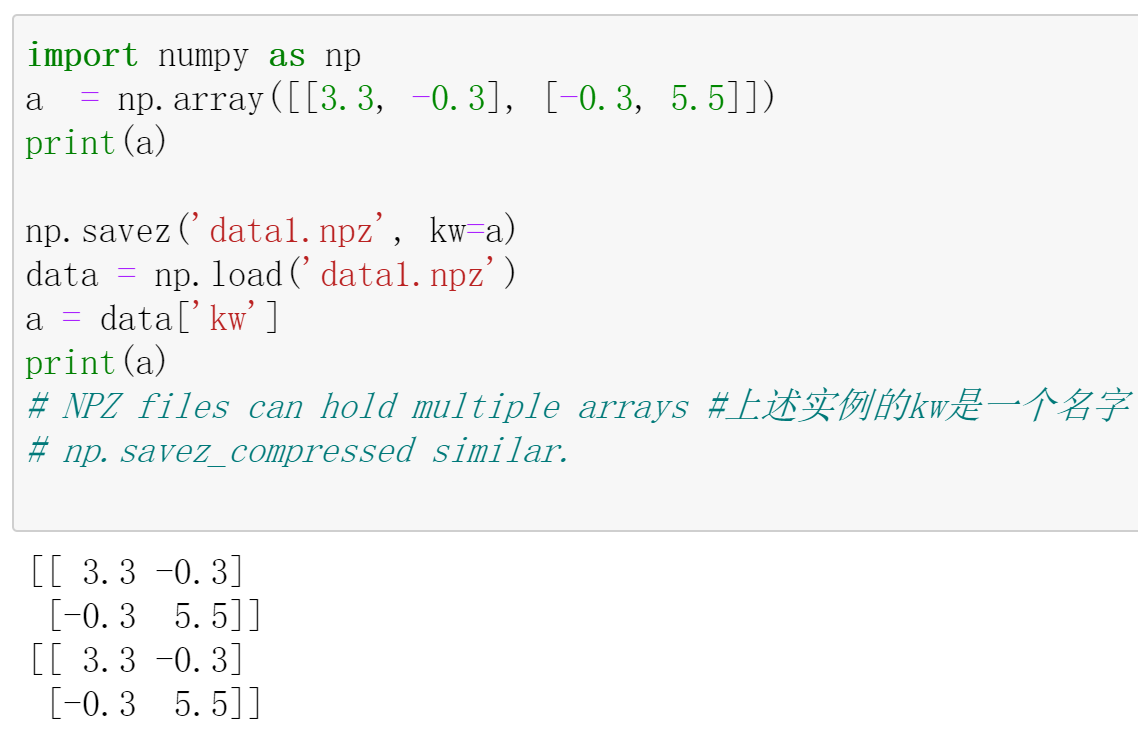 import numpy as np
a  = np.array([[3.3, -0.3], [-0.3, 5.5]])
print(a)
np.savez('data1.npz', kw=a)
data = np.load('data1.npz')
a = data['kw']
print(a)
# NPZ files can hold multiple arrays #上述实例的kw是一个名字
# np.savez_compressed similar.
[[ 3.3 -0.3]
 [-0.3  5.5]]
[[ 3.3 -0.3]
 [-0.3  5.5]]